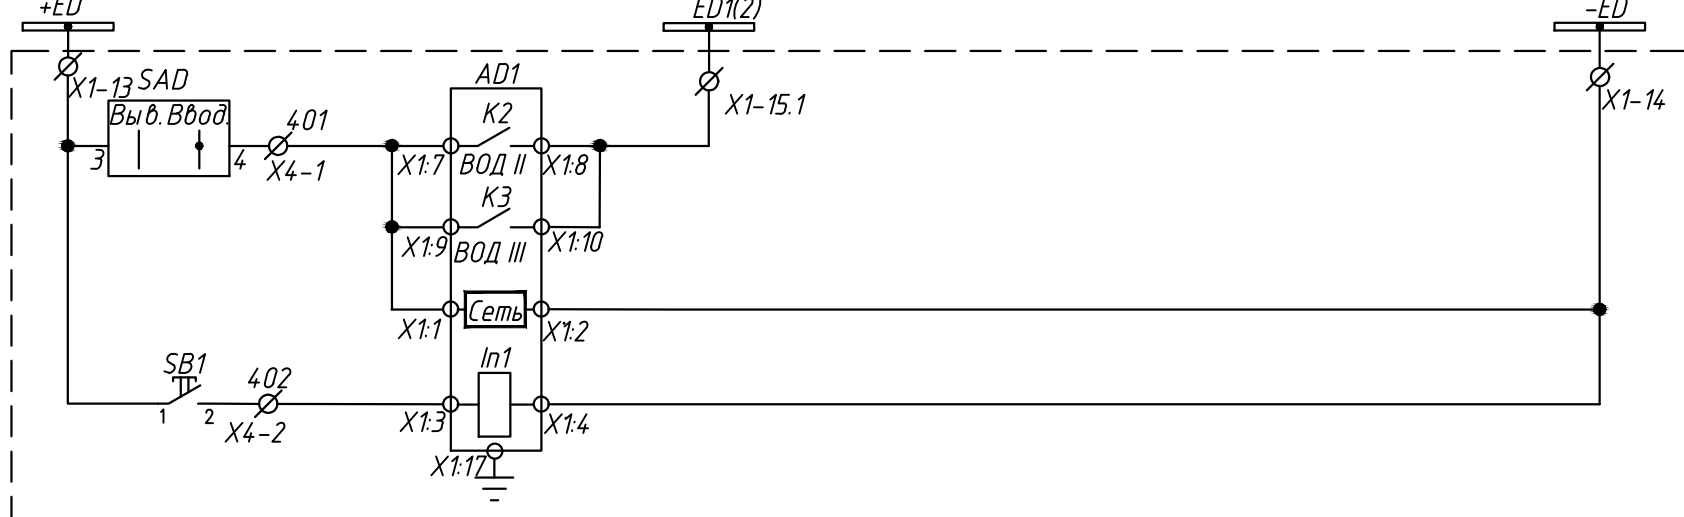 +ED
ED1(2)
–ED
X1–13
SAD
Выв. Ввод.
3
4
401
X4–1
AD1
K2
ВОД II
X1:7
X1:8
X1–15.1
X1–14
K3
ВОД III
X1:9
X1:10
Сеть
X1:1
X1:2
In1
SB1
1
2
402
X4–2
X1:3
X1:4
X1:17